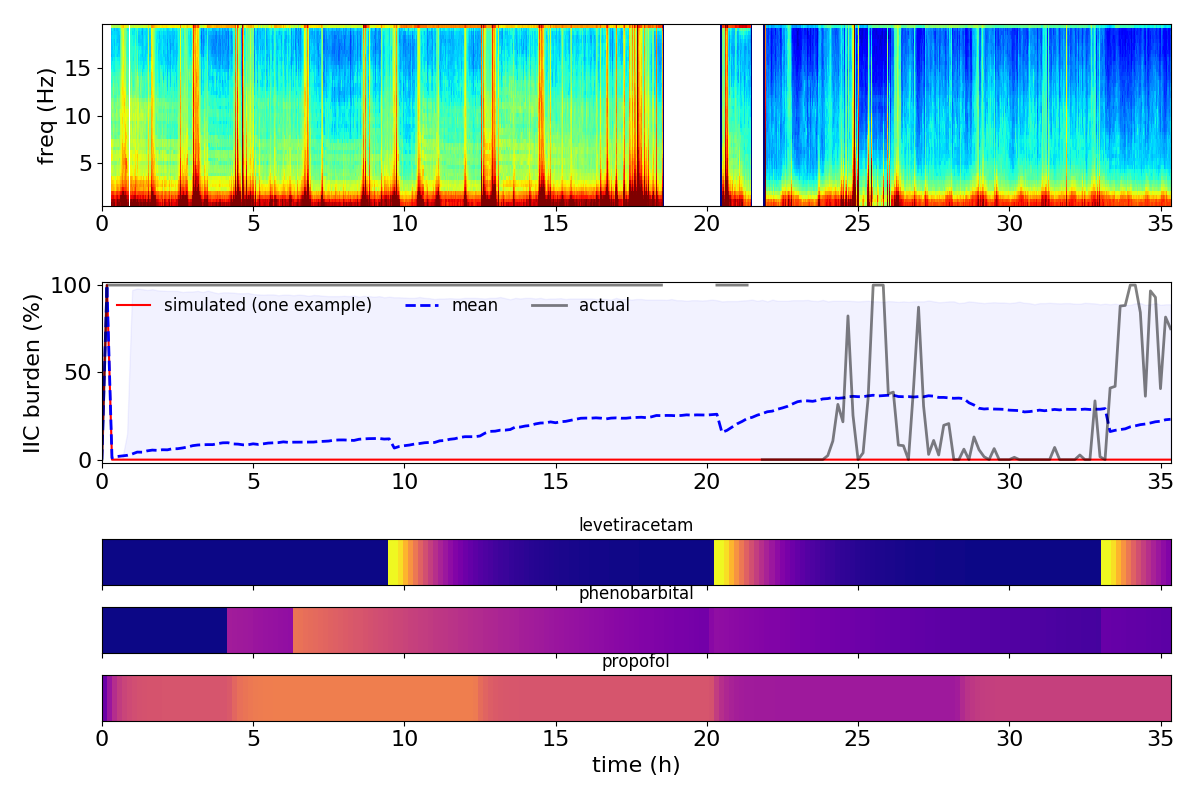 freq (Hz)
15
10
5
0 5 10 15 20 25 30 35
IIC burden (%)
100
50
0
simulated (one example) mean actual
0 5 10 15 20 25 30 35
levetiracetam
phenobarbital
propofol
0 5 10 15 20 25 30 35
time (h)